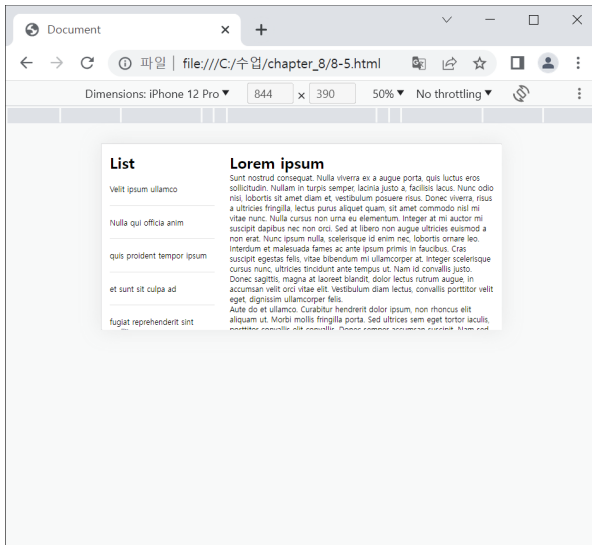 Document
파일 | file:///C:/수업/chapter_8/8-5.html
Dimensions: iPhone 12 Pro ▼ 844 × 390 50% ▼ No throttling ▼
List
Velit ipsum ullamco
Nulla qui officia anim
quis proident tempor ipsum
et sunt sit culpa ad
fugiat reprehenderit sint
Lorem ipsum
Sunt nostrud consequat. Nulla viverra ex a augue porta, quis luctus eros
sollicitudin. Nullam in turpis semper, lacinia justo a, facilisis lacus. Nunc odio
nisi, lobortis sit amet diam et, vestibulum posuere risus. Donec viverra, risus
a ultricies fringilla, lectus purus aliquet quam, sit amet commodo nisl mi
vitae nunc. Nulla cursus non urna eu elementum. Integer at mi auctor mi
suscipit dapibus nec non orci. Sed at libero non augue ultricies euismod a
non erat. Nunc ipsum nulla, scelerisque id enim nec, lobortis ornare leo.
Interdum et malesuada fames ac ante ipsum primis in faucibus. Cras
suscipit egestas felis, vitae bibendum mi ullamcorper at. Integer scelerisque
cursus nunc, ultricies tincidunt ante tempus ut. Nam id convallis justo.
Donec sagittis, magna at laoreet blandit, dolor lectus rutrum augue, in
accumsan velit orci vitae elit. Vestibulum diam lectus, convallis porttitor velit
eget, dignissim ullamcorper felis.
Aute do et ullamco. Curabitur hendrerit dolor ipsum, non rhoncus elit
aliquam ut. Morbi mollis fringilla porta. Sed ultrices sem eget tortor iaculis,
porttitor convallis elit convallis. Donec semper accumsan suscipit. Nam sed